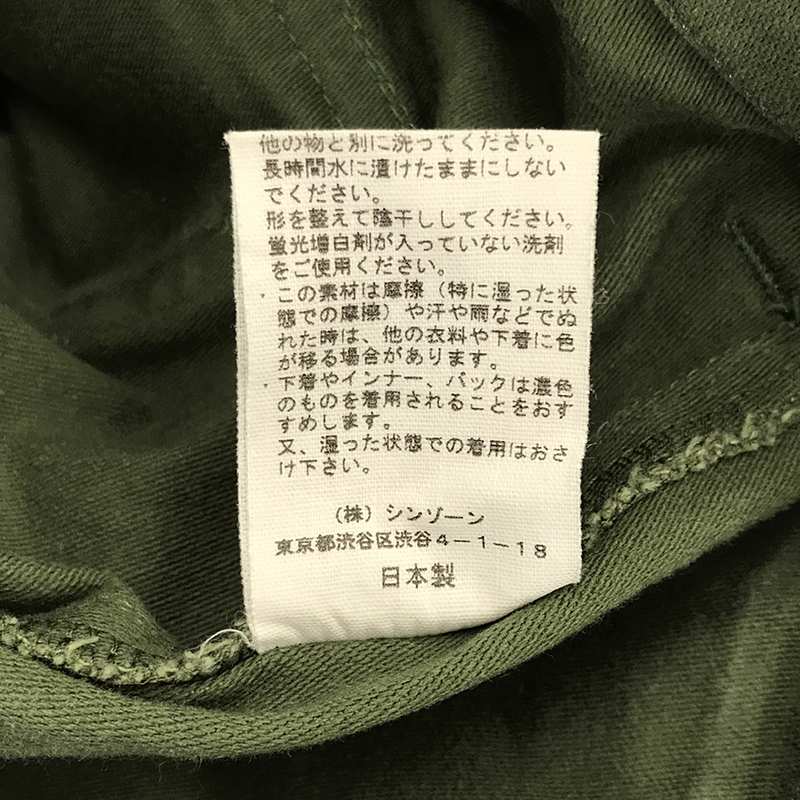 他の物と別に洗ってください。
長時間水に漬けたままにしない
でください。
形を整えて陰干ししてください。
蛍光増白剤が入っていない洗剤
をご使用ください。
・この素材は摩擦（特に湿った状
態での摩擦）や汗や雨などでぬ
れた時は、他の衣料や下着に色
が移る場合があります。
・下着やインナー、バックは濃色
のものを着用されることをおす
すめします。
又、湿った状態での着用はおさ
け下さい。
（株）シンゾーン
東京都渋谷区渋谷4-1-18
日本製